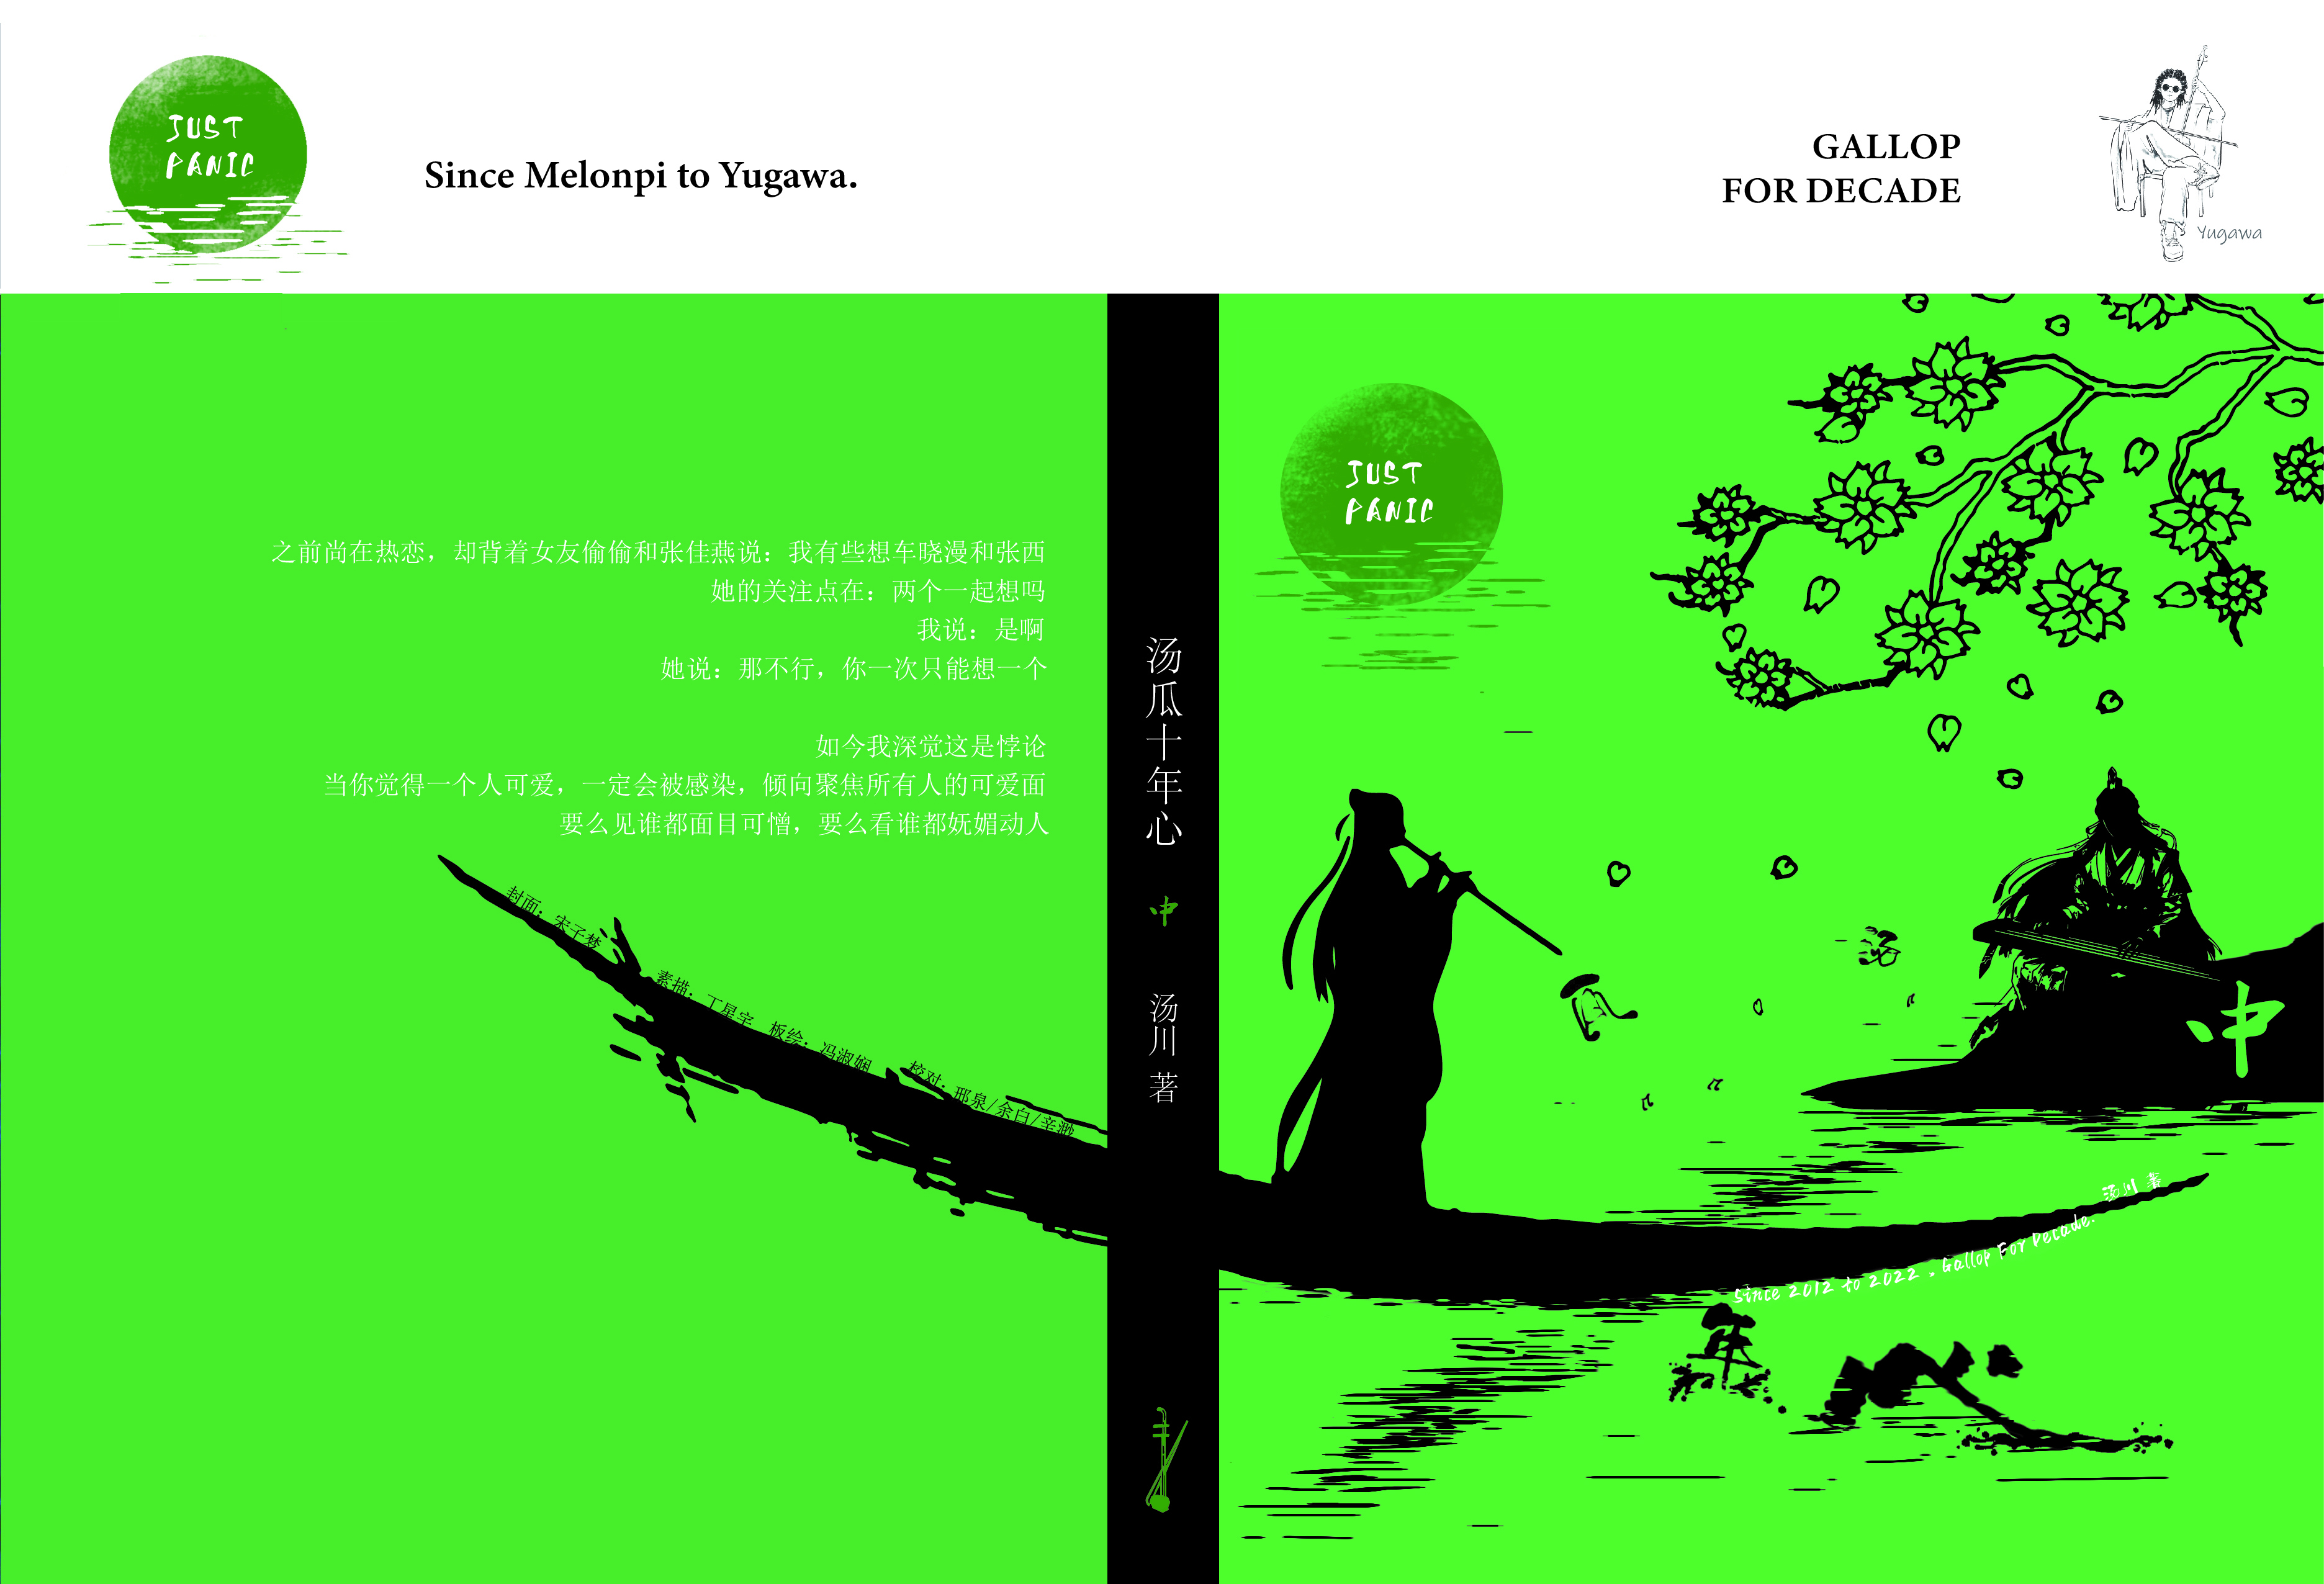 JUST
PANIC
Since Melonpi to Yugawa.
GALLOP
FOR DECADE
Yugawa
之前尚在热恋，却背着女友偷偷和张佳燕说：我有些想车晓漫和张西
她的关注点在：两个一起想吗
我说：是啊
她说：那不行，你一次只能想一个
如今我深觉这是悖论
当你觉得一个人可爱，一定会被感染，倾向聚焦所有人的可爱面
要么见谁都面目可憎，要么看谁都妩媚动人
封面：宋子梦
素描：丁星宇 板绘：冯淑娴
校对：邢泉/余白/辛渺
汤瓜十年心
中
汤川 著
JUST
PANIC
汤
瓜
中
汤川 著
Since 2012 to 2022 . Gallop For Decade.
年
心